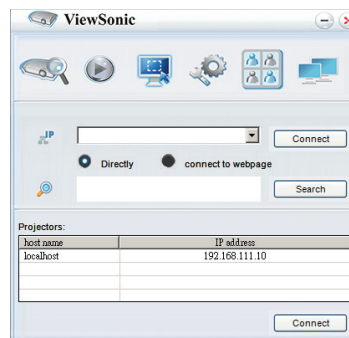 ViewSonic
IP
Connect
Directly connect to webpage
Search
Projectors:
host name IP address
localhost 192.168.111.10
Connect